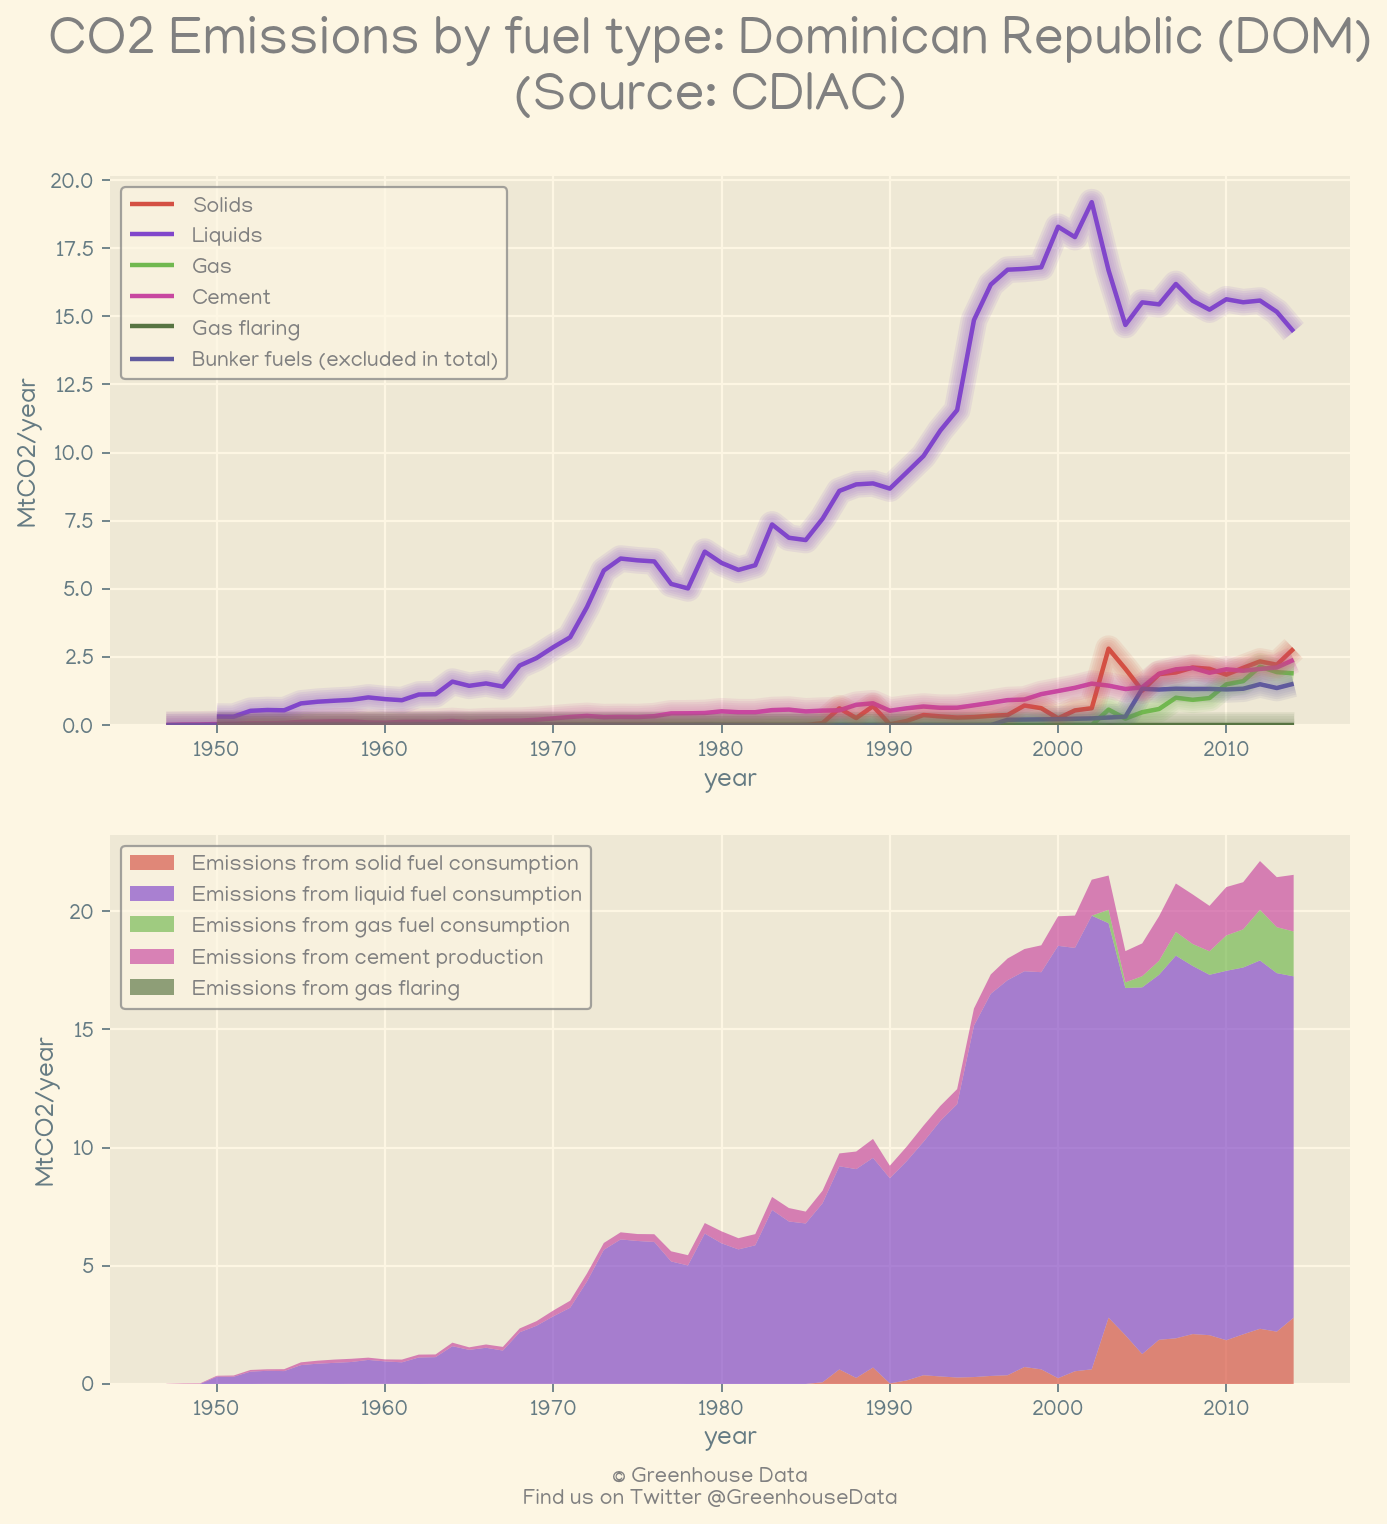 CO2 Emissions by fuel type: Dominican Republic (DOM)
(Source: CDIAC)
20.0
17.5
15.0
12.5
10.0
7.5
5.0
2.5
0.0
MtCO2/year
Solids
Liquids
Gas
Cement
Gas flaring
Bunker fuels (excluded in total)
1950 1960 1970 1980 1990 2000 2010
year
20
15
10
5
0
MtCO2/year
Emissions from solid fuel consumption
Emissions from liquid fuel consumption
Emissions from gas fuel consumption
Emissions from cement production
Emissions from gas flaring
1950 1960 1970 1980 1990 2000 2010
year
© Greenhouse Data
Find us on Twitter @GreenhouseData